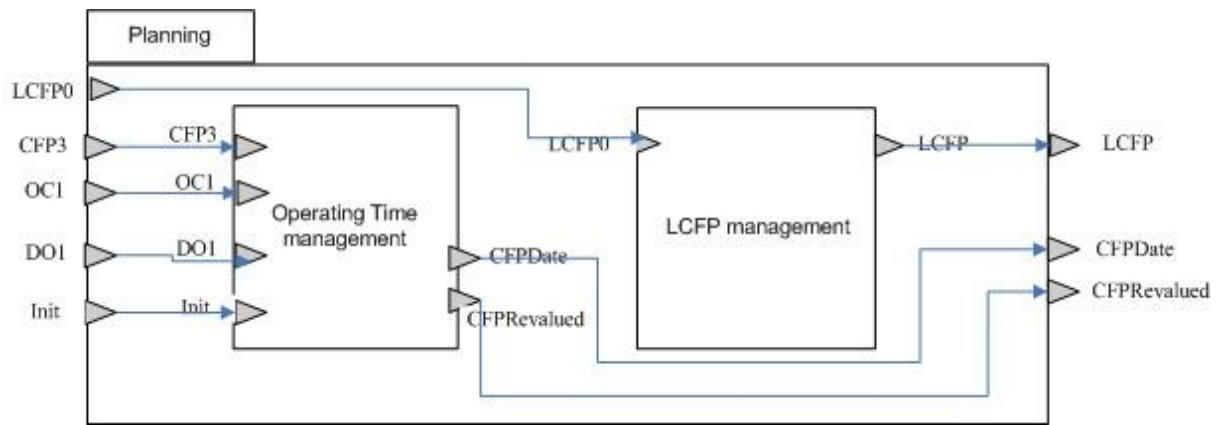 Planning
LCFP0
CFP3
CFP3
LCFP0
LCFP
LCFP
OC1
OC1
Operating Time
management
LCFP management
DO1
DO1
CFPDate
CFPDate
Init
Init
CFPRevalued
CFPRevalued